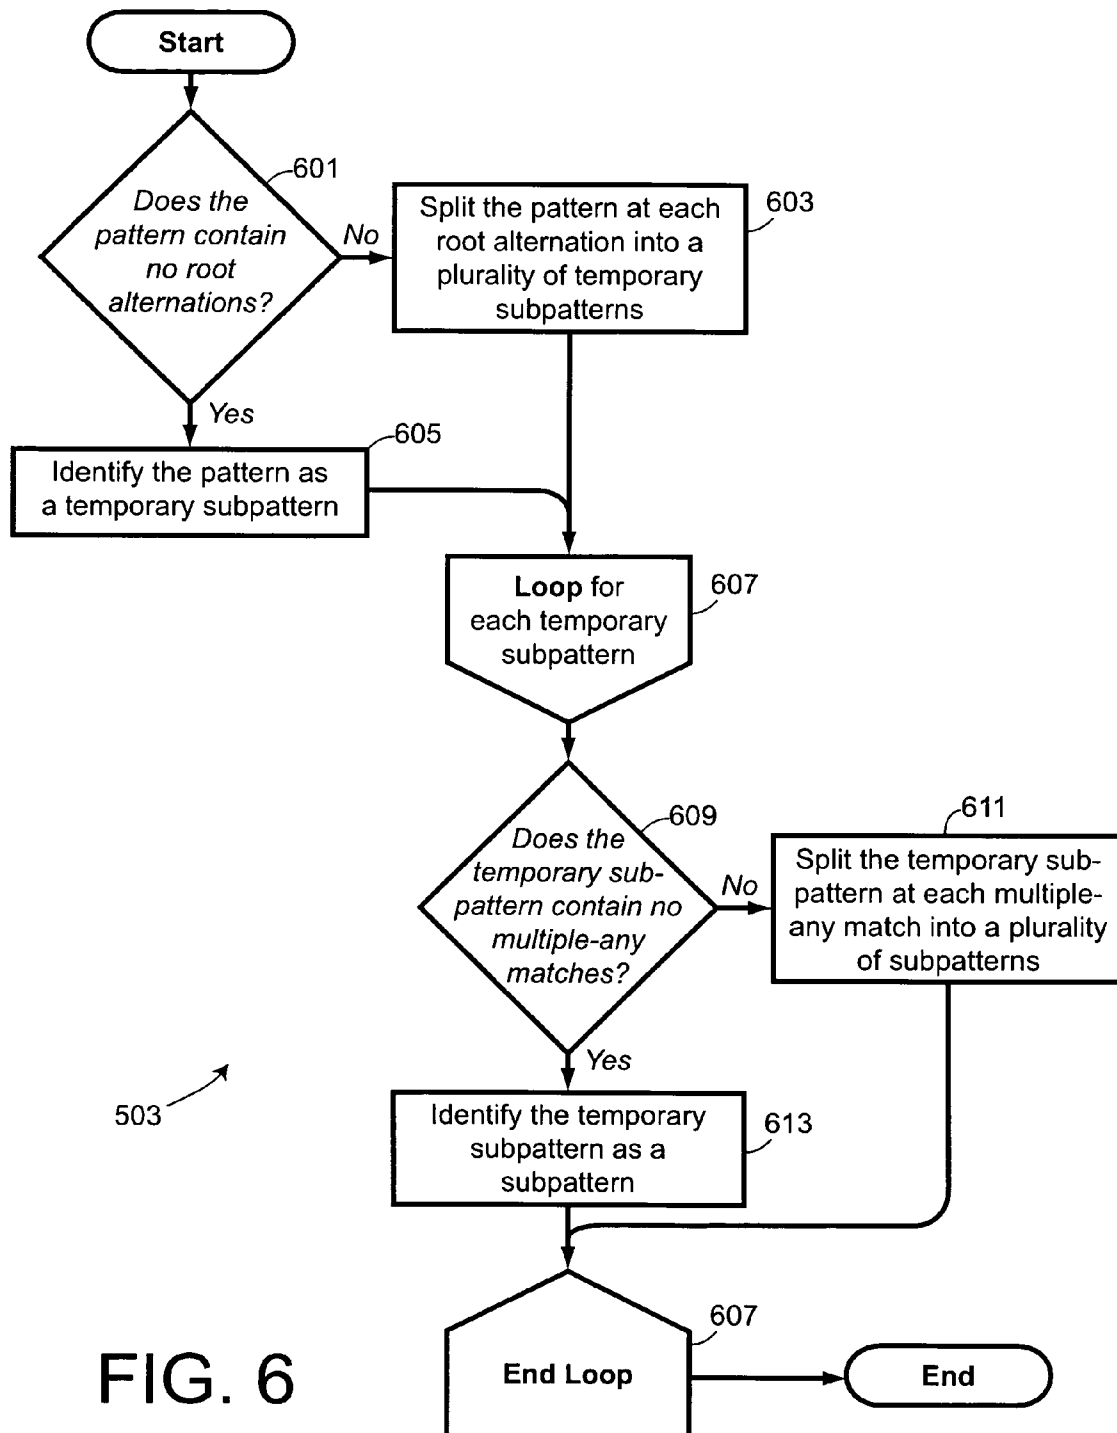 Start
601
Does the
pattern contain
no root
alternations?
No
Split the pattern at each
root alternation into a
plurality of temporary
subpatterns
603
Yes
605
Identify the pattern as
a temporary subpattern
Loop for
each temporary
subpattern
607
609
Does the
temporary sub-
pattern contain no
multiple-any
matches?
No
611
Split the temporary sub-
pattern at each multiple-
any match into a plurality
of subpatterns
Yes
503
Identify the temporary
subpattern as a
subpattern
613
607
End Loop
End
FIG. 6